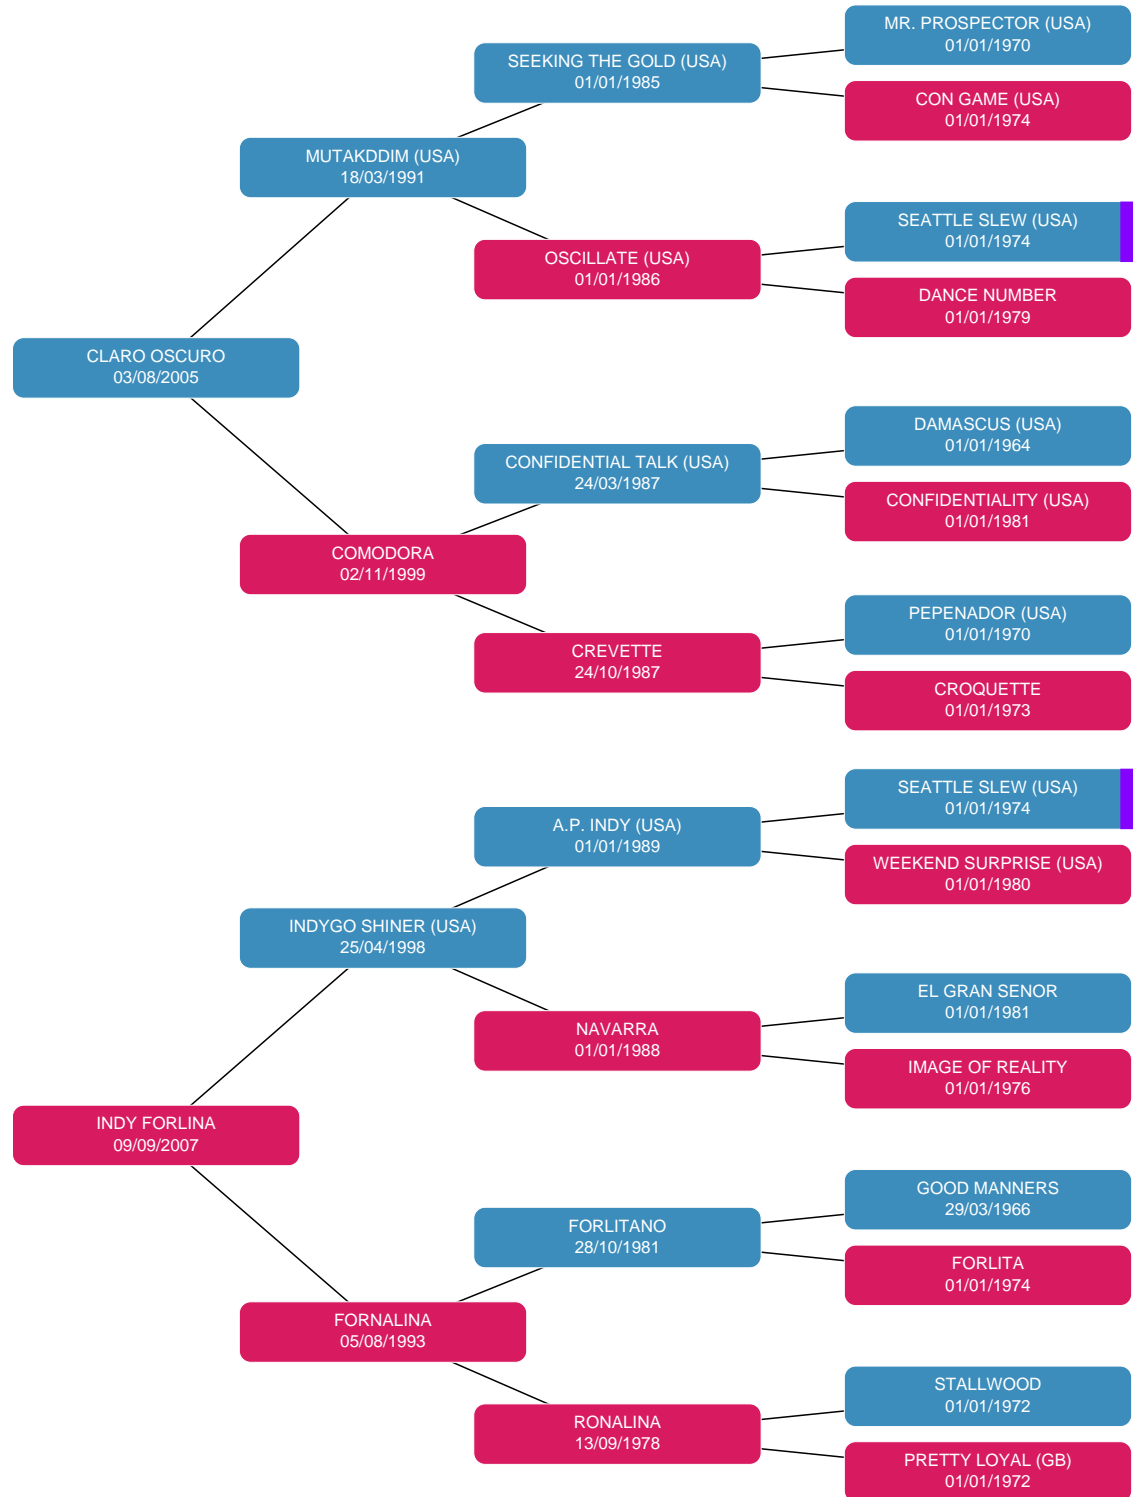 MR. PROSPECTOR (USA)
01/01/1970
SEEKING THE GOLD (USA)
01/01/1985
CON GAME (USA)
01/01/1974
MUTAKDDIM (USA)
18/03/1991
SEATTLE SLEW (USA)
01/01/1974
OSCILLATE (USA)
01/01/1986
DANCE NUMBER
01/01/1979
CLARO OSCURO
03/08/2005
DAMASCUS (USA)
01/01/1964
CONFIDENTIAL TALK (USA)
24/03/1987
CONFIDENTIALITY (USA)
01/01/1981
COMODORA
02/11/1999
PEPENADOR (USA)
01/01/1970
CREVETTE
24/10/1987
CROQUETTE
01/01/1973
SEATTLE SLEW (USA)
01/01/1974
A.P. INDY (USA)
01/01/1989
WEEKEND SURPRISE (USA)
01/01/1980
INDYGO SHINER (USA)
25/04/1998
EL GRAN SENOR
01/01/1981
NAVARRA
01/01/1988
IMAGE OF REALITY
01/01/1976
INDY FORLINA
09/09/2007
GOOD MANNERS
29/03/1966
FORLITANO
28/10/1981
FORLITA
01/01/1974
FORNALINA
05/08/1993
STALLWOOD
01/01/1972
RONALINA
13/09/1978
PRETTY LOYAL (GB)
01/01/1972